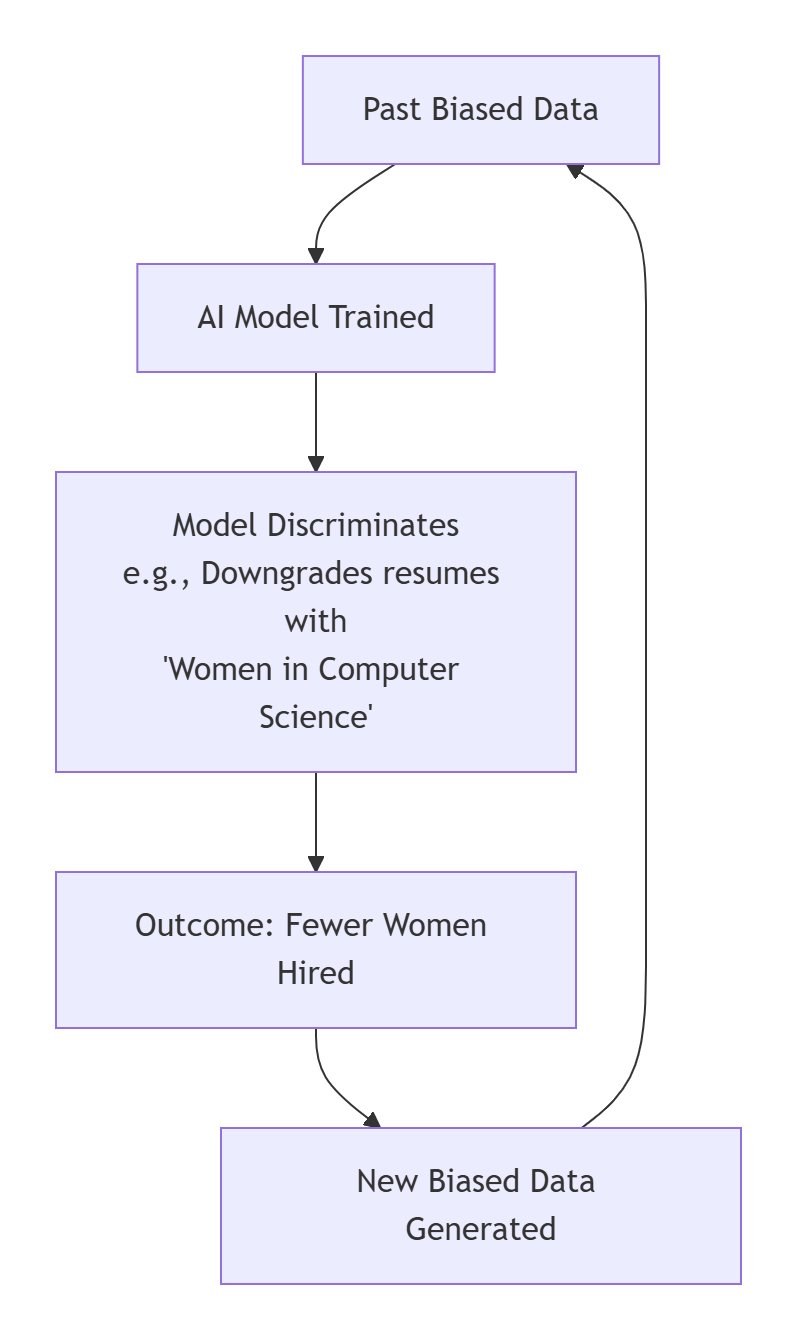 Past Biased Data
AI Model Trained
Model Discriminates
e.g., Downgrades resumes
with
'Women in Computer
Science'
Outcome: Fewer Women
Hired
New Biased Data
Generated